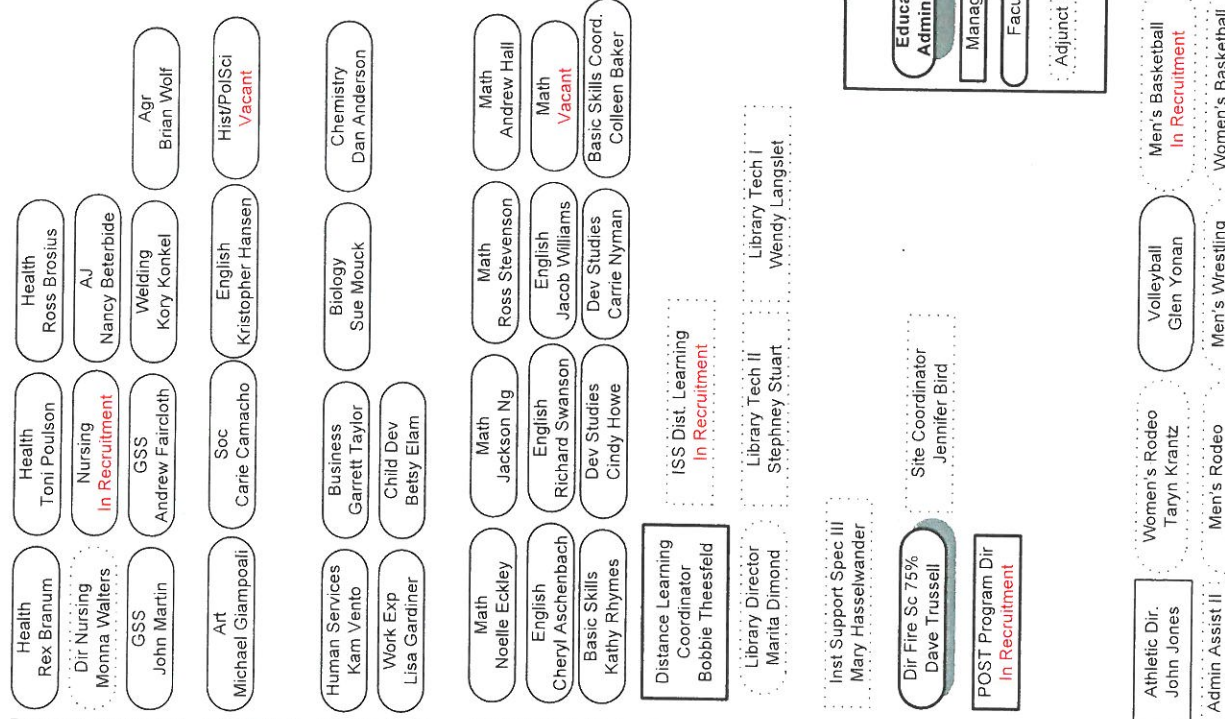 Health
Rex Branum
Health
Toni Poulson
Health
Ross Brosius
Dir Nursing
Monna Walters
Nursing
In Recruitment
AJ
Nancy Beterbide
GSS
John Martin
GSS
Andrew Faircloth
Welding
Kory Konkel
Agr
Brian Wolf
Art
Michael Giampoali
Soc
Carie Camacho
English
Kristopher Hansen
Hist/PolSci
Vacant
Human Services
Kam Vento
Business
Garrett Taylor
Biology
Sue Mouck
Chemistry
Dan Anderson
Work Exp
Lisa Gardiner
Child Dev
Betsy Elam
Math
Noelle Eckley
Math
Jackson Ng
Math
Ross Stevenson
Math
Andrew Hall
English
Cheryl Aschenbach
English
Richard Swanson
English
Jacob Williams
Math
Vacant
Basic Skills
Kathy Rhymes
Dev Studies
Cindy Howe
Dev Studies
Carrie Nyman
Basic Skills Coord.
Colleen Baker
Distance Learning
Coordinator
Bobbie Theesfeld
ISS Dist. Learning
In Recruitment
Library Director
Marita Dimond
Library Tech II
Stephney Stuart
Library Tech I
Wendy Langslet
Inst Support Spec III
Mary Hasselwander
Dir Fire Sc 75%
Dave Trussell
Site Coordinator
Jennifer Bird
POST Program Dir
In Recruitment
Educa
Admin
Manag
Facu
Adjunct
Athletic Dir.
John Jones
Women's Rodeo
Taryn Krantz
Volleyball
Glen Yonan
Men's Basketball
In Recruitment
Admin Assist II
Men's Rodeo
Men's Wrestling
Women's Basketball